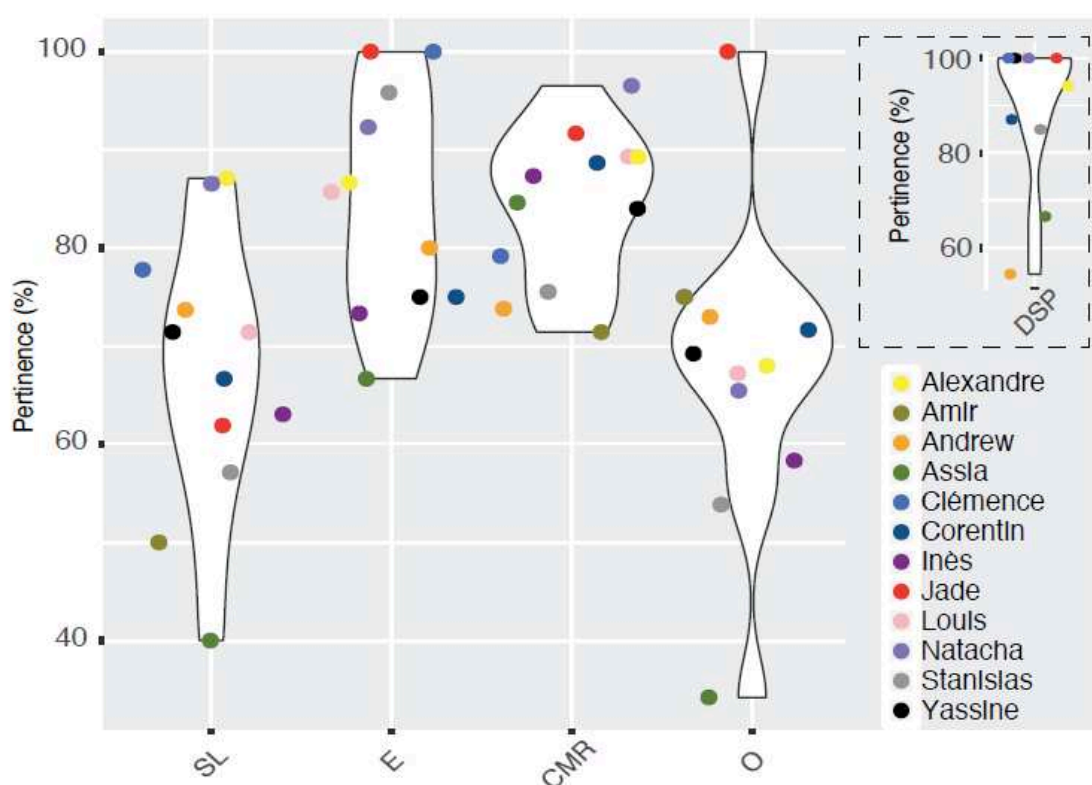 Pertinence (%)
100
80
60
40
SL
E
CMR
O
Pertinence (%)
100
80
60
DSP
Alexandre
Amir
Andrew
Assia
Clémence
Corentin
Inès
Jade
Louis
Natacha
Stanislas
Yassine